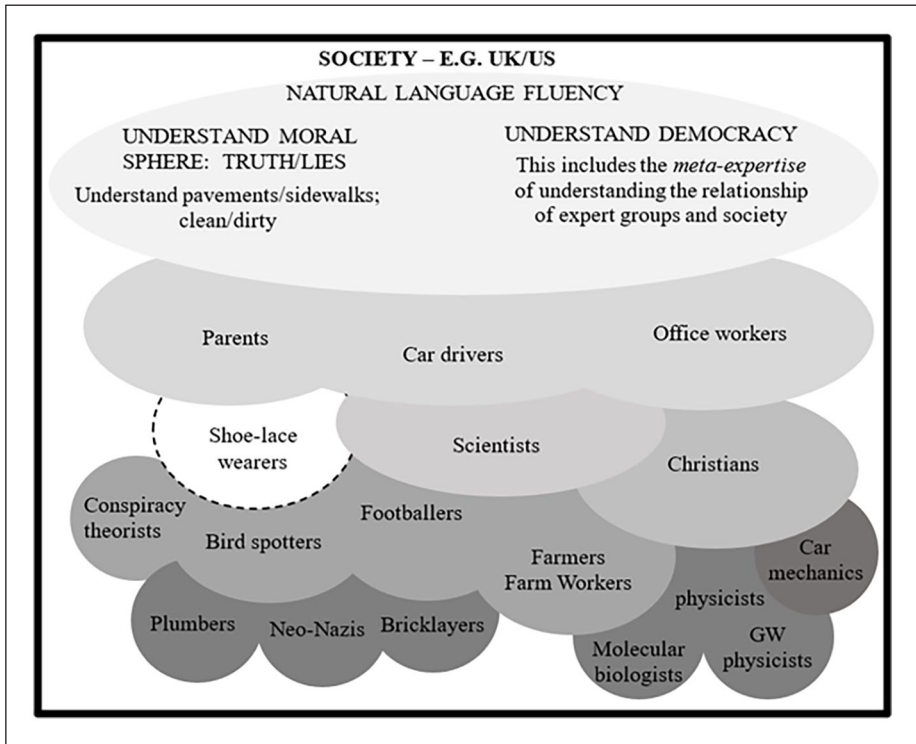 SOCIETY – E.G. UK/US
NATURAL LANGUAGE FLUENCY
UNDERSTAND MORAL
SPHERE: TRUTH/LIES
Understand pavements/sidewalks;
clean/dirty
UNDERSTAND DEMOCRACY
This includes the meta-expertise
of understanding the relationship
of expert groups and society
Parents
Car drivers
Office workers
Shoe-lace
wearers
Scientists
Christians
Conspiracy
theorists
Bird spotters
Footballers
Farmers
Farm Workers
Car
mechanics
physicists
Plumbers
Neo-Nazis
Bricklayers
Molecular
biologists
GW
physicists